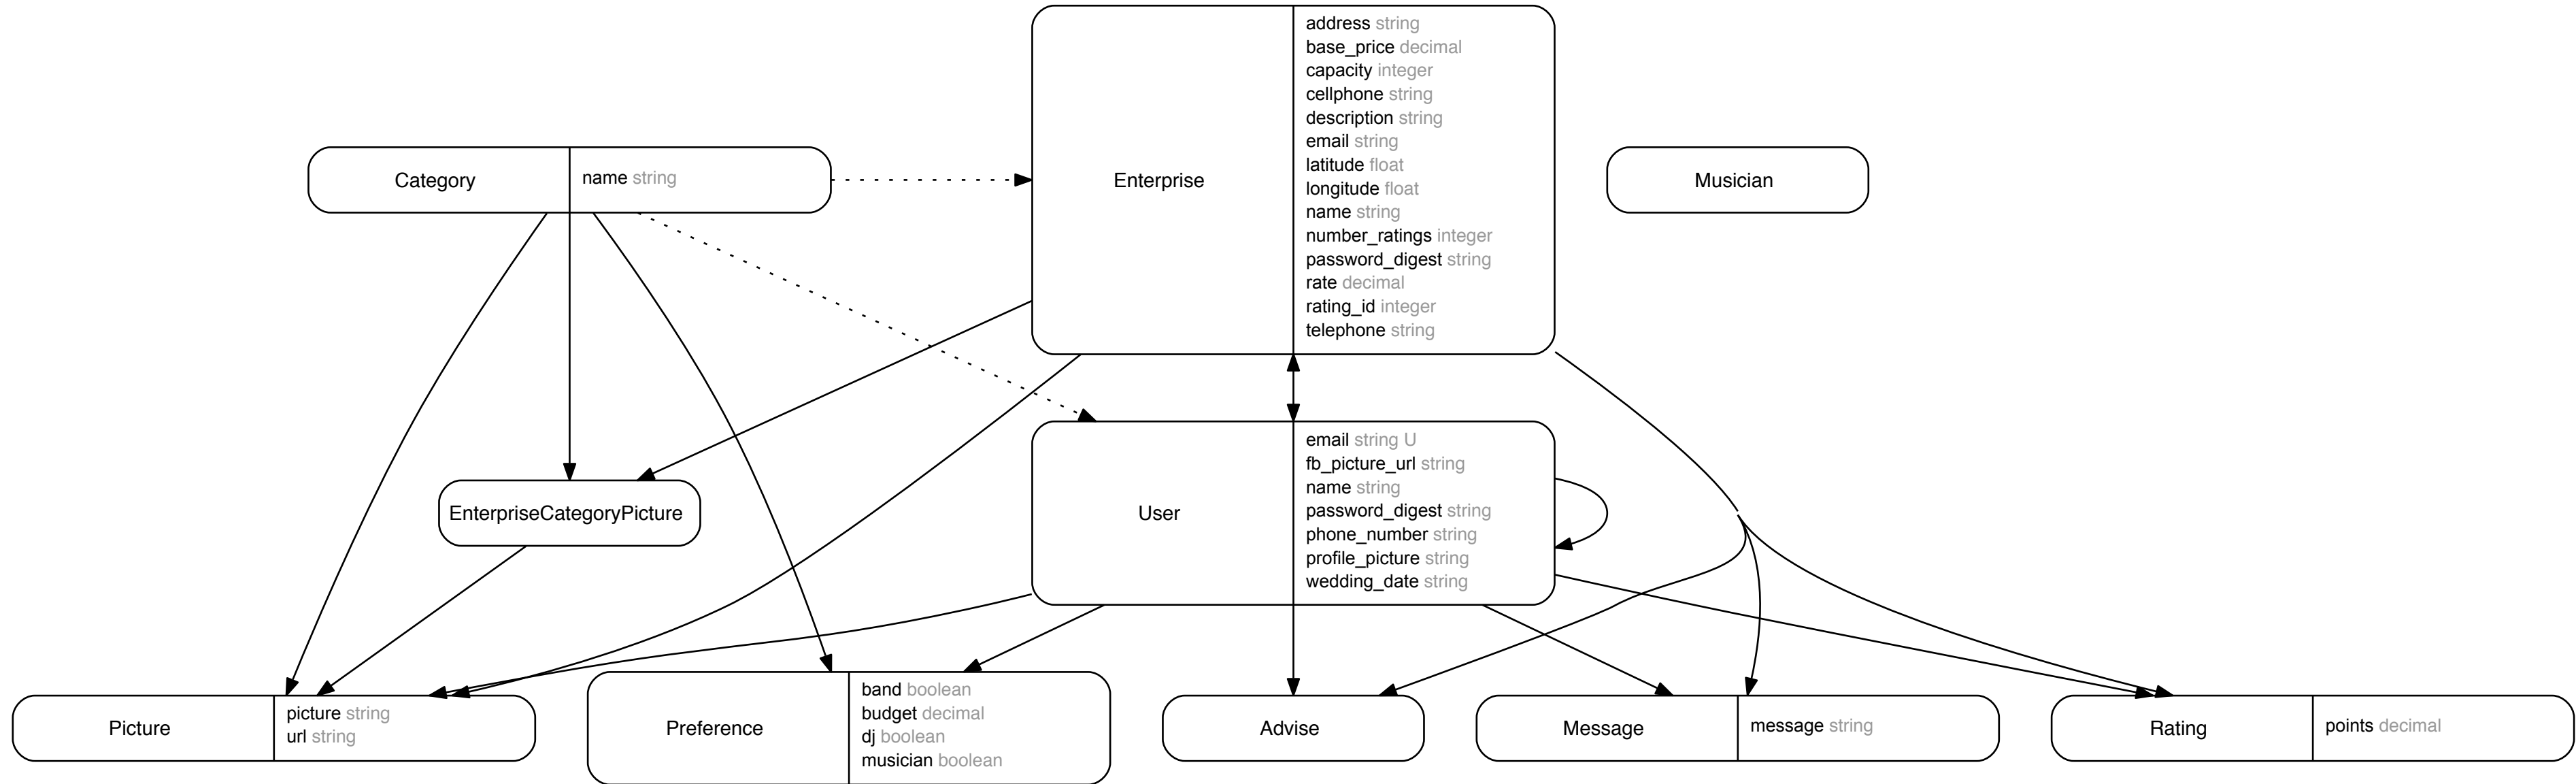 Enterprise
address string
base_price decimal
capacity integer
cellphone string
description string
email string
latitude float
longitude float
name string
number_ratings integer
password_digest string
rate decimal
rating_id integer
telephone string
Category
name string
Musician
User
email string U
fb_picture_url string
name string
password_digest string
phone_number string
profile_picture string
wedding_date string
EnterpriseCategoryPicture
Picture
picture string
url string
Preference
band boolean
budget decimal
dj boolean
musician boolean
Advise
Message
message string
Rating
points decimal